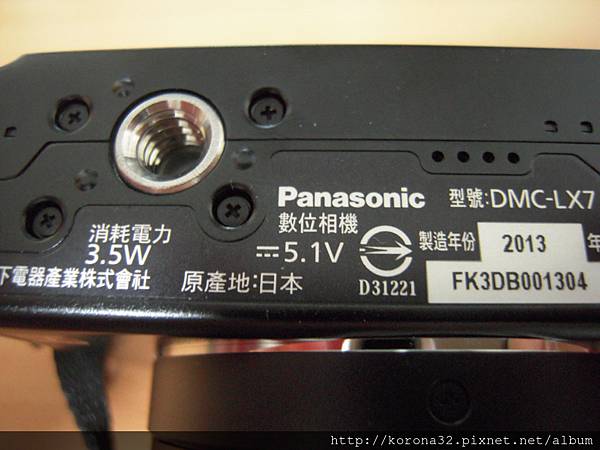 Panasonic 型號:DMC-LX7
數位相機
消耗電力
3.5W
⎓5.1V
製造年份 2013 年
下電器產業株式會社 原產地:日本
D31221
FK3DB001304
http://korona32.pixnet.net/album